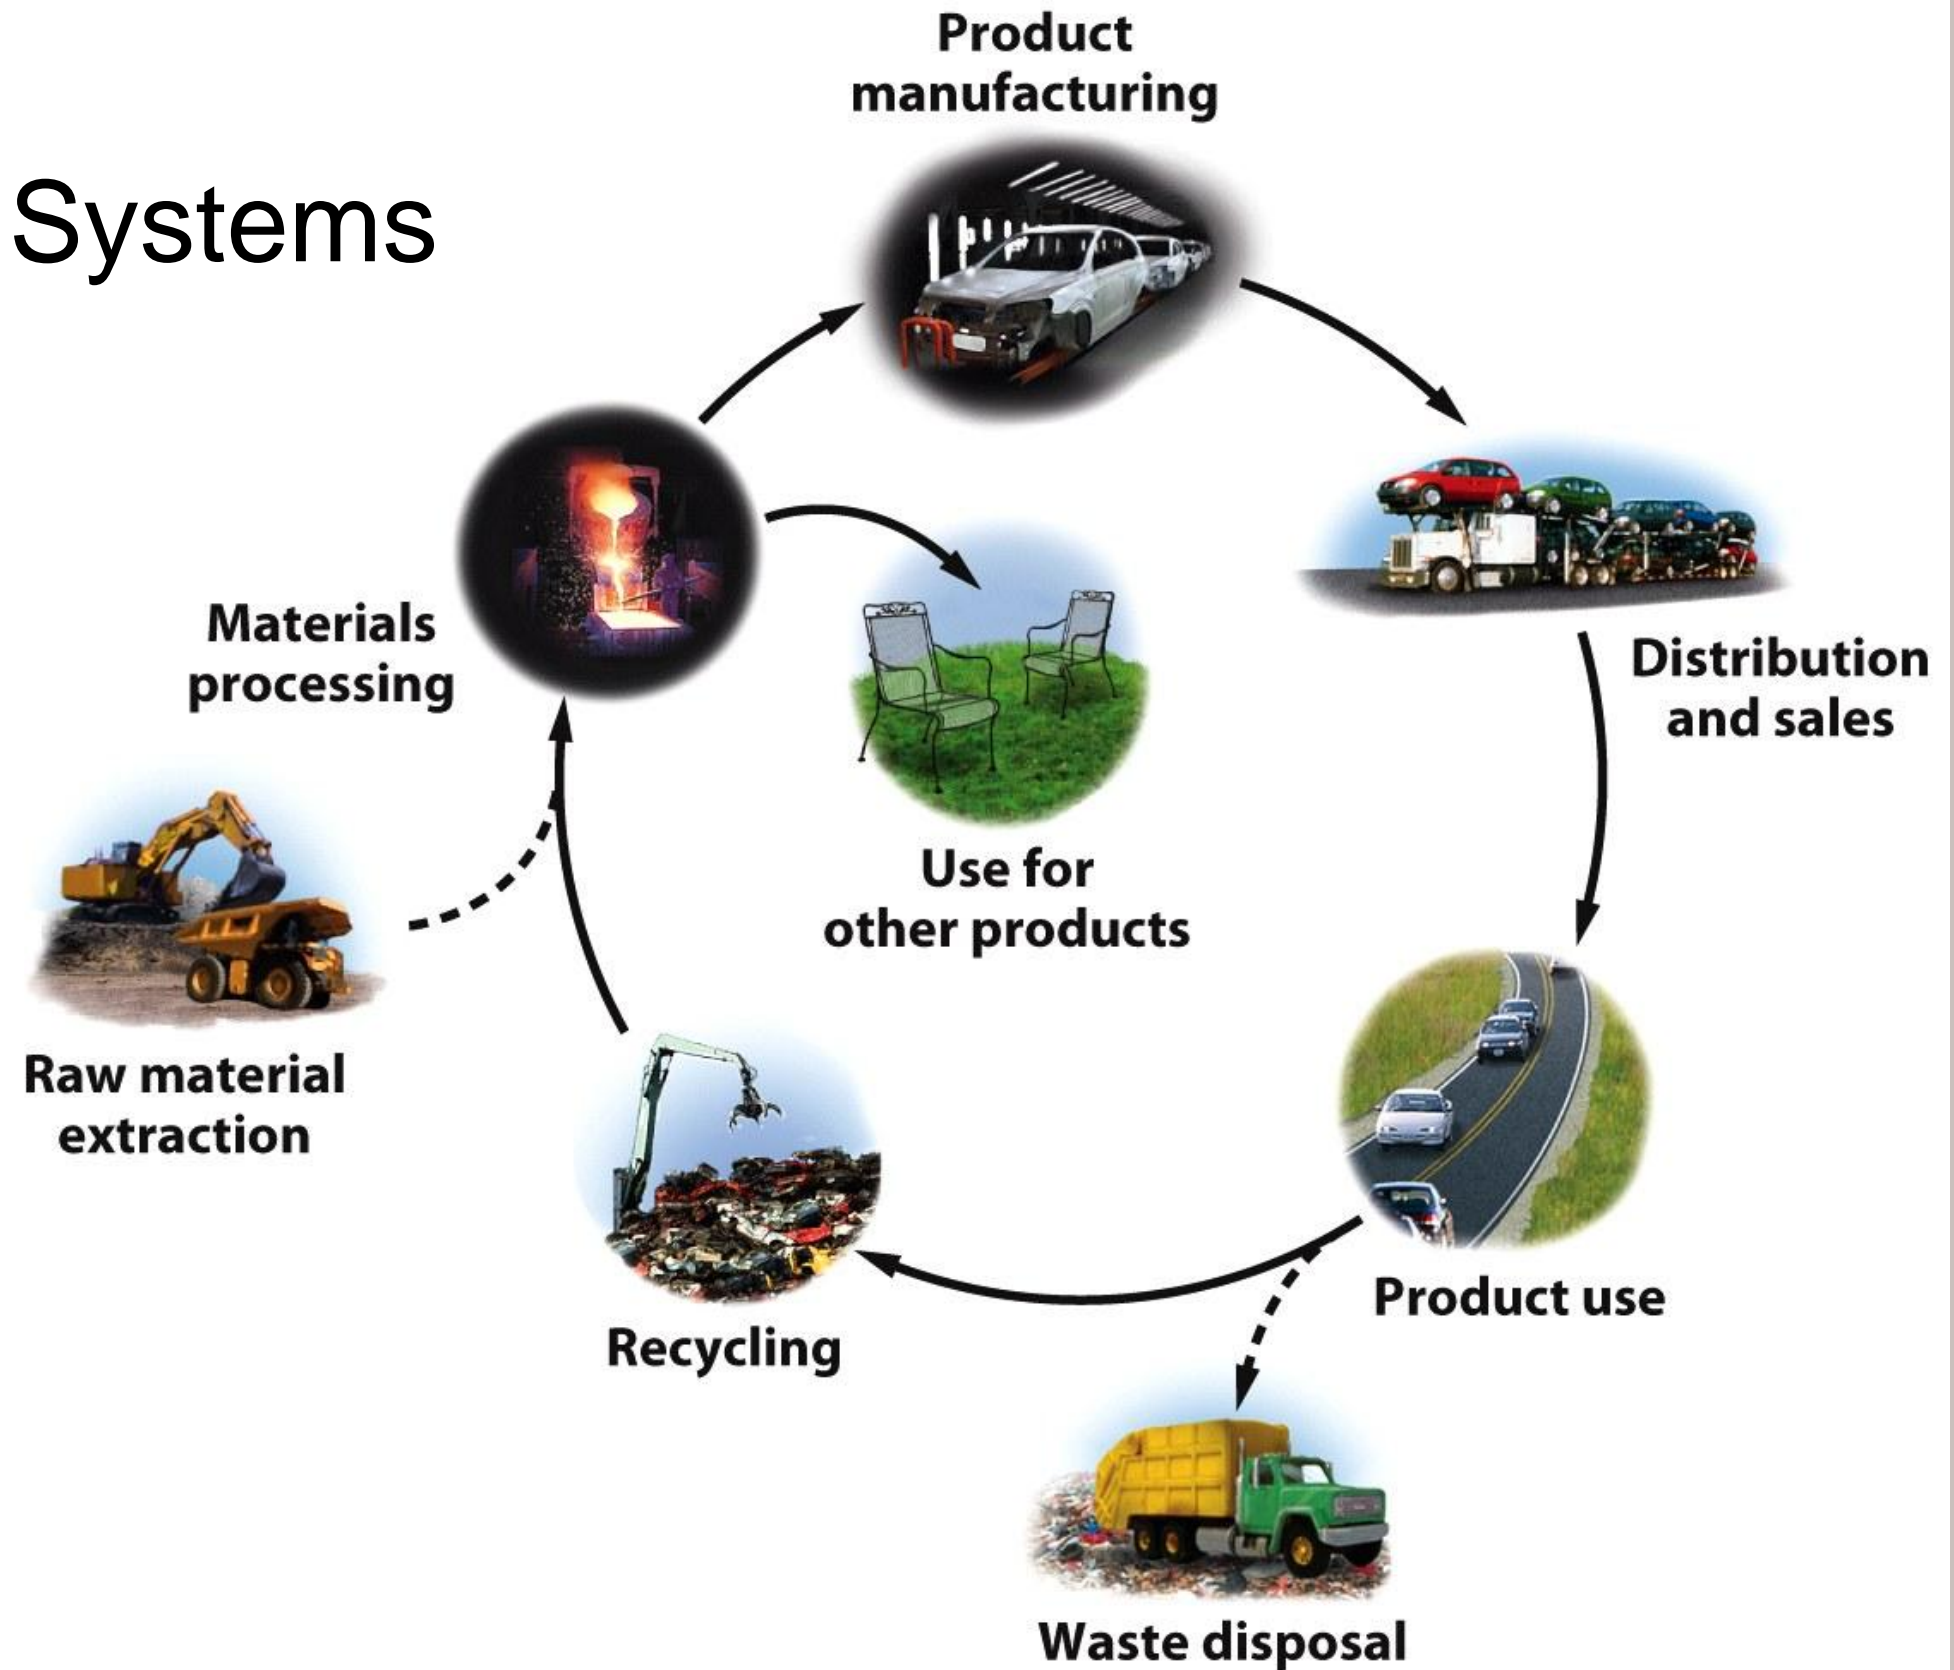 Product
manufacturing
Systems
Materials
processing
Distribution
and sales
Use for
other products
Raw material
extraction
Product use
Recycling
Waste disposal